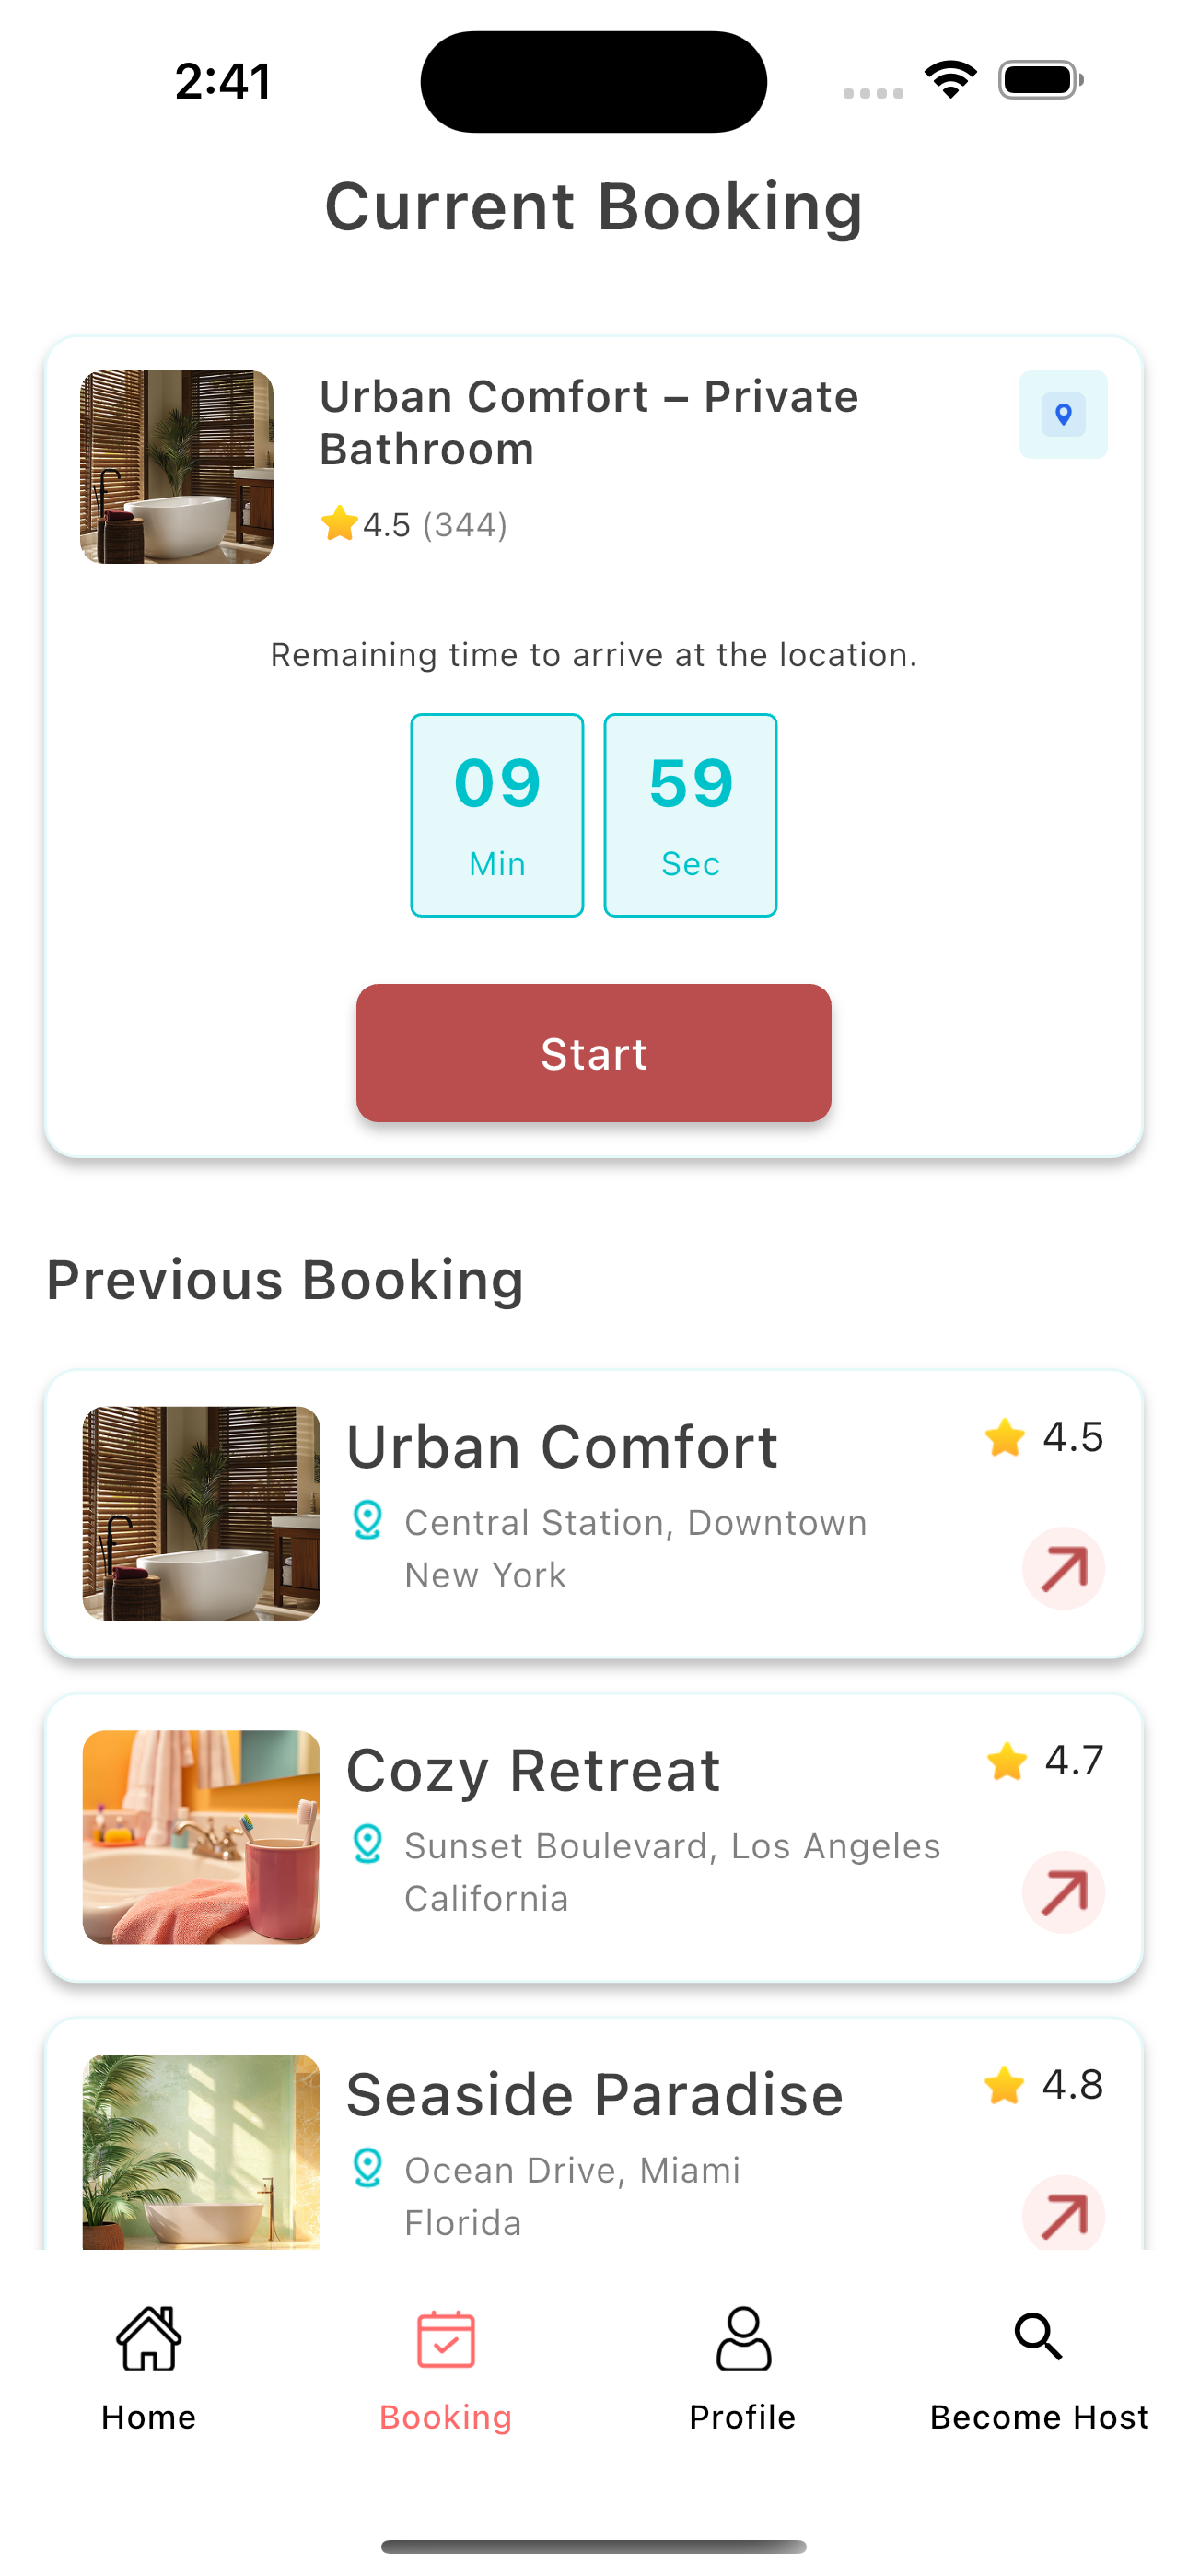 2:41
Current Booking
Urban Comfort – Private
Bathroom
4.5 (344)
Remaining time to arrive at the location.
09 59
Min Sec
Start
Previous Booking
Urban Comfort
4.5
Central Station, Downtown
New York
Cozy Retreat
4.7
Sunset Boulevard, Los Angeles
California
Seaside Paradise
4.8
Ocean Drive, Miami
Florida
Home Booking Profile Become Host